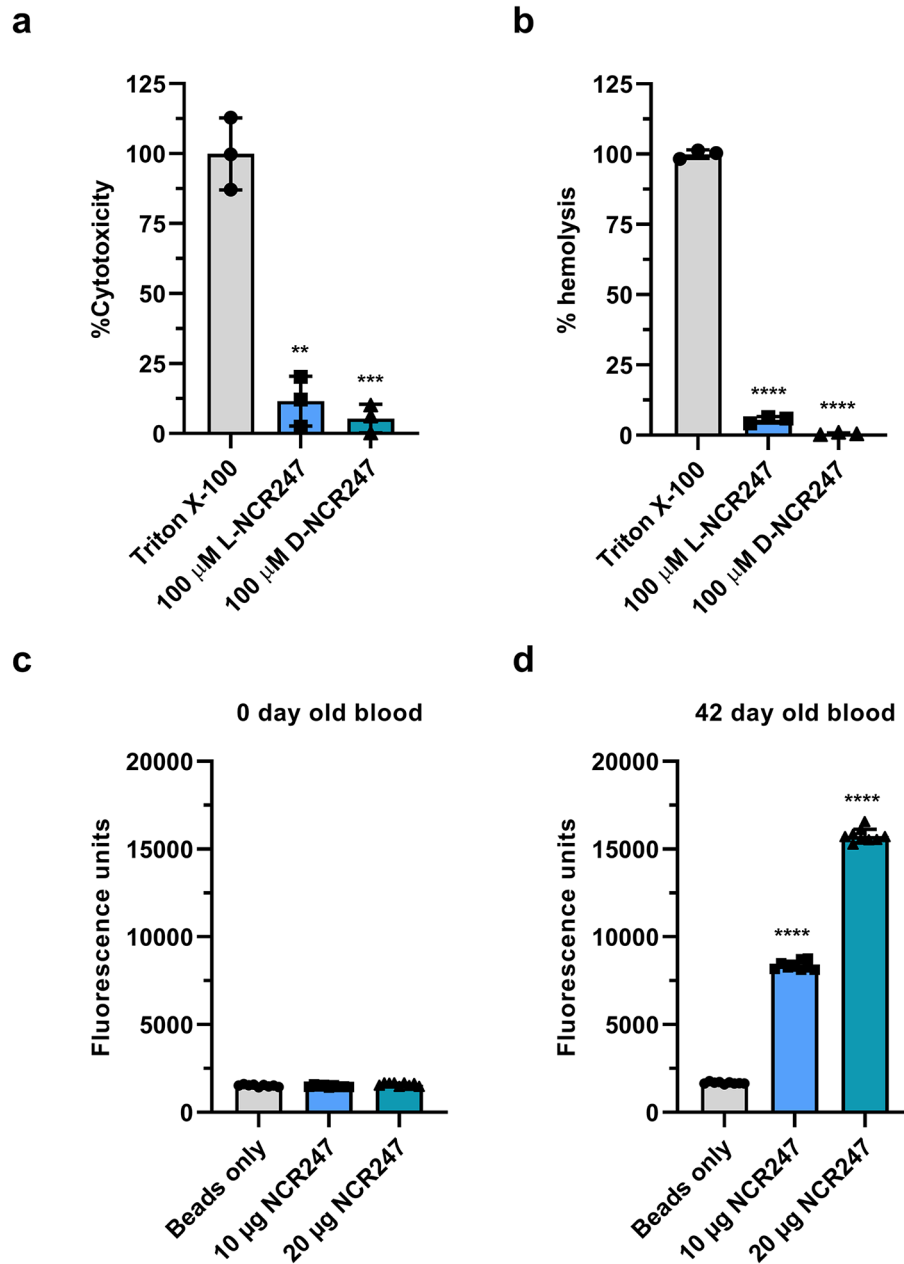 a
%Cytotoxicity
125
100
75
50
25
0
**
***
Triton X-100
100 μM L-NCR247
100 μM D-NCR247
b
% hemolysis
125
100
75
50
25
0
****
****
Triton X-100
100 μM L-NCR247
100 μM D-NCR247
c
0 day old blood
Fluorescence units
20000
15000
10000
5000
0
Beads only
10 µg NCR247
20 µg NCR247
d
42 day old blood
Fluorescence units
20000
15000
10000
5000
0
****
****
Beads only
10 µg NCR247
20 µg NCR247